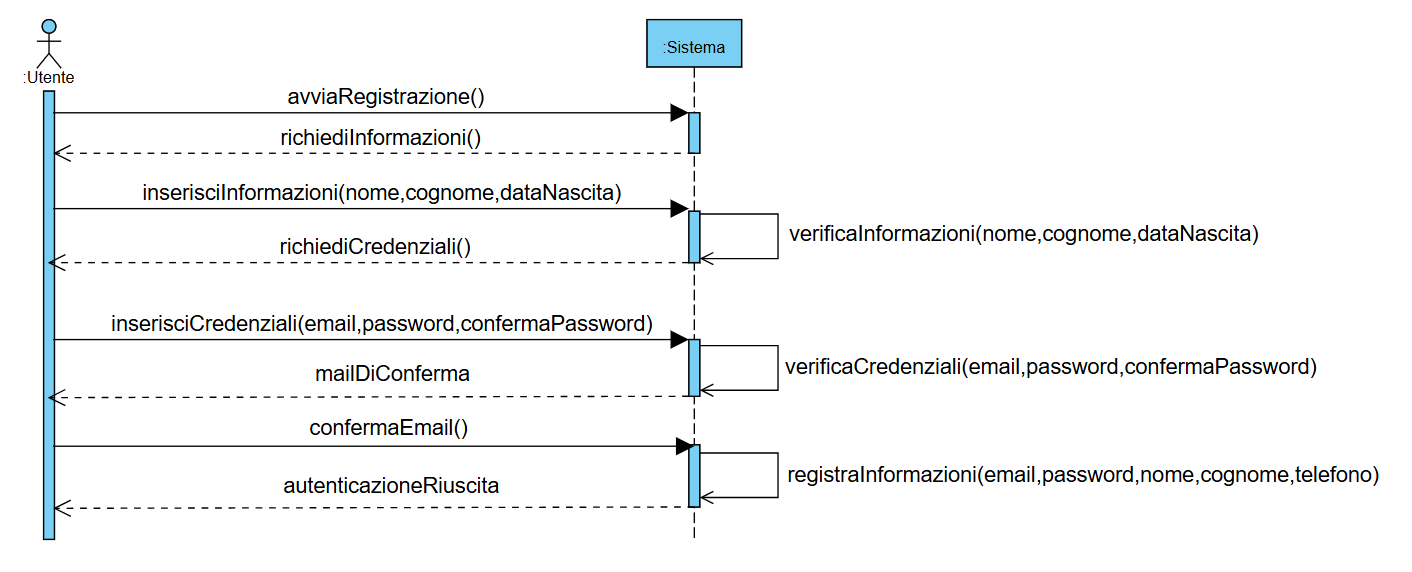 :Utente
:Sistema
avviaRegistrazione()
richiediInformazioni()
inserisciInformazioni(nome,cognome,dataNascita)
verificaInformazioni(nome,cognome,dataNascita)
richiediCredenziali()
inserisciCredenziali(email,password,confermaPassword)
verificaCredenziali(email,password,confermaPassword)
mailDiConferma
confermaEmail()
registraInformazioni(email,password,nome,cognome,telefono)
autenticazioneRiuscita